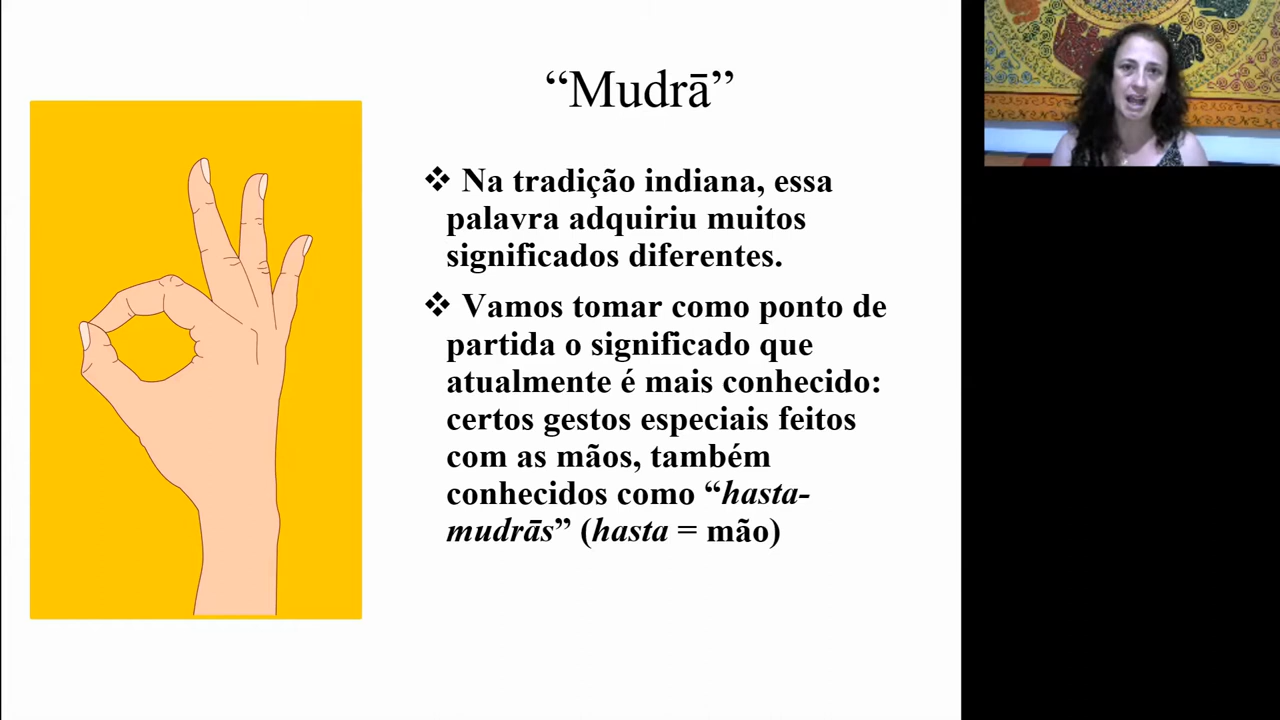 “Mudrā”
❖ Na tradição indiana, essa
palavra adquiriu muitos
significados diferentes.
❖ Vamos tomar como ponto de
partida o significado que
atualmente é mais conhecido:
certos gestos especiais feitos
com as mãos, também
conhecidos como “hasta-
mudrās” (hasta = mão)